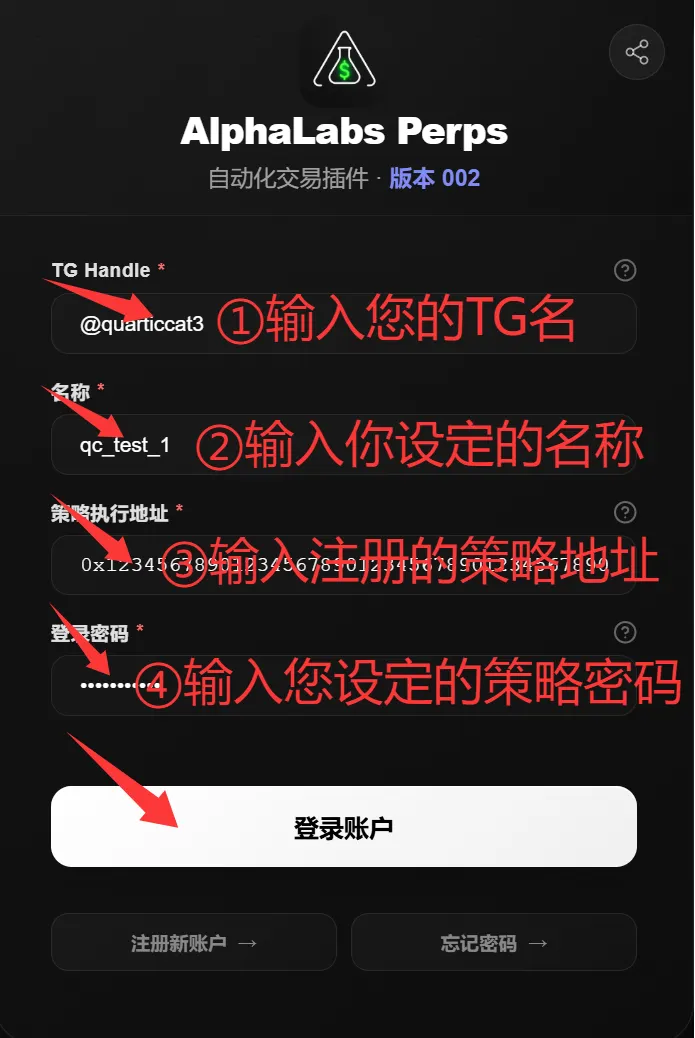 $
AlphaLabs Perps
自动化交易插件 · 版本 002
TG Handle *
?
@quarticcat3
①输入您的TG名
名称 *
qc_test_1
②输入你设定的名称
策略执行地址 *
?
0x1234567890123456789012345678901234567890
③输入注册的策略地址
登录密码 *
?
•••••••••••
④输入您设定的策略密码
登录账户
注册新账户 →
忘记密码 →